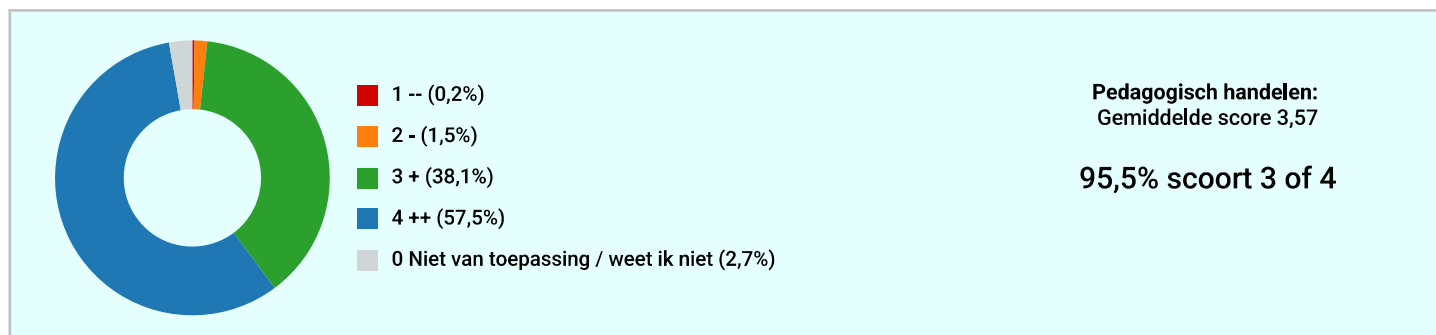 1 -- (0,2%)
2 - (1,5%)
3 + (38,1%)
4 ++ (57,5%)
0 Niet van toepassing / weet ik niet (2,7%)
Pedagogisch handelen:
Gemiddelde score 3,57
95,5% scoort 3 of 4